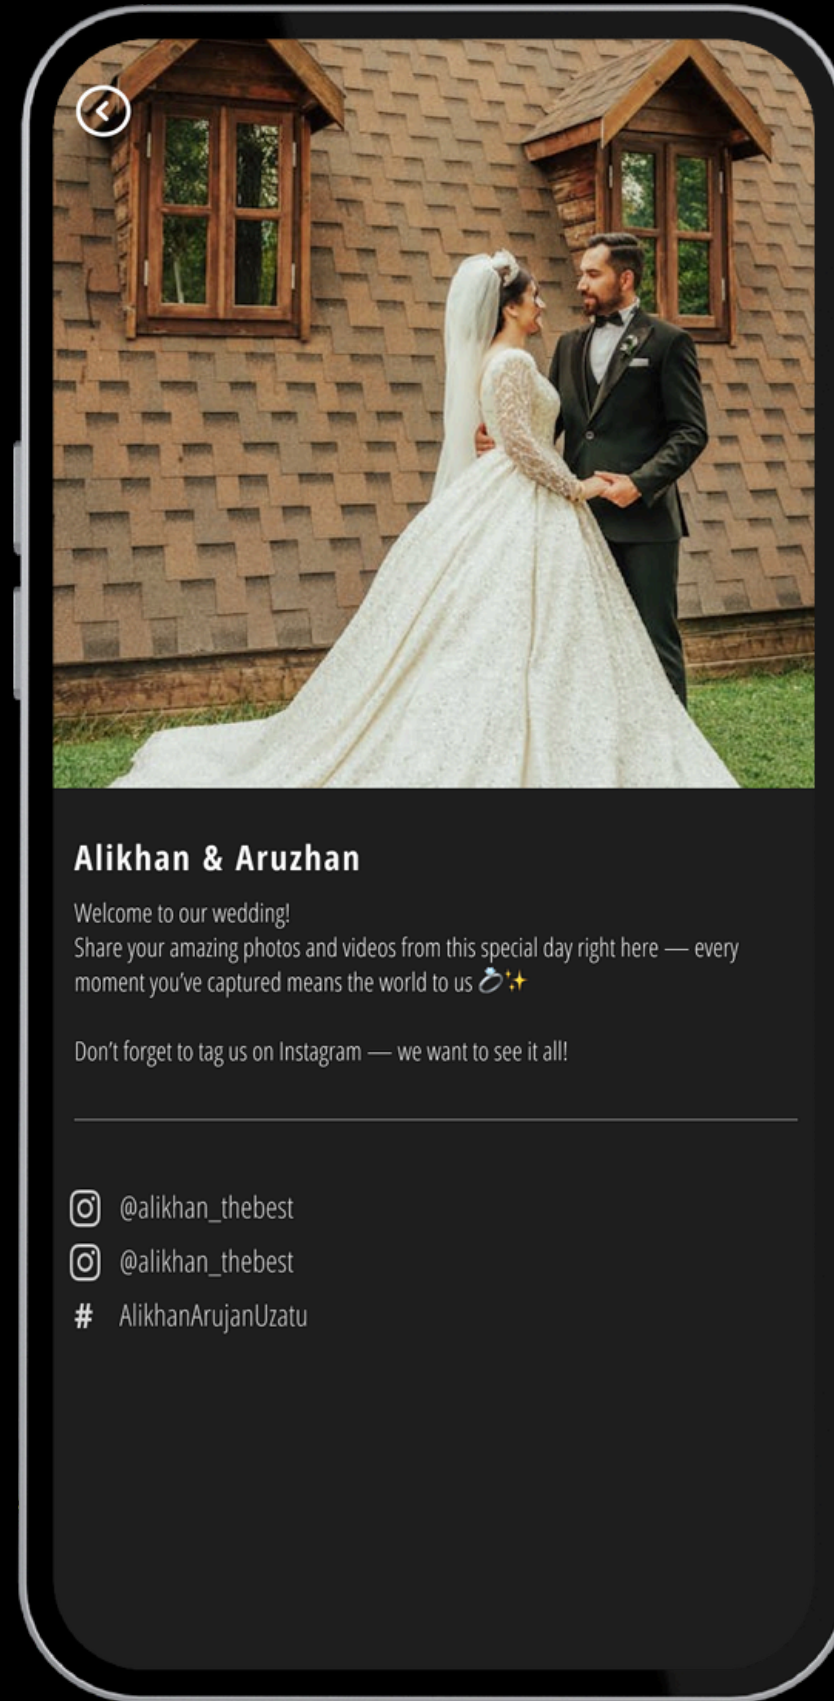 Alikhan & Aruzhan
Welcome to our wedding!
Share your amazing photos and videos from this special day right here — every
moment you’ve captured means the world to us 💍✨
Don’t forget to tag us on Instagram — we want to see it all!
@alikhan_thebest
@alikhan_thebest
# AlikhanArujanUzatu